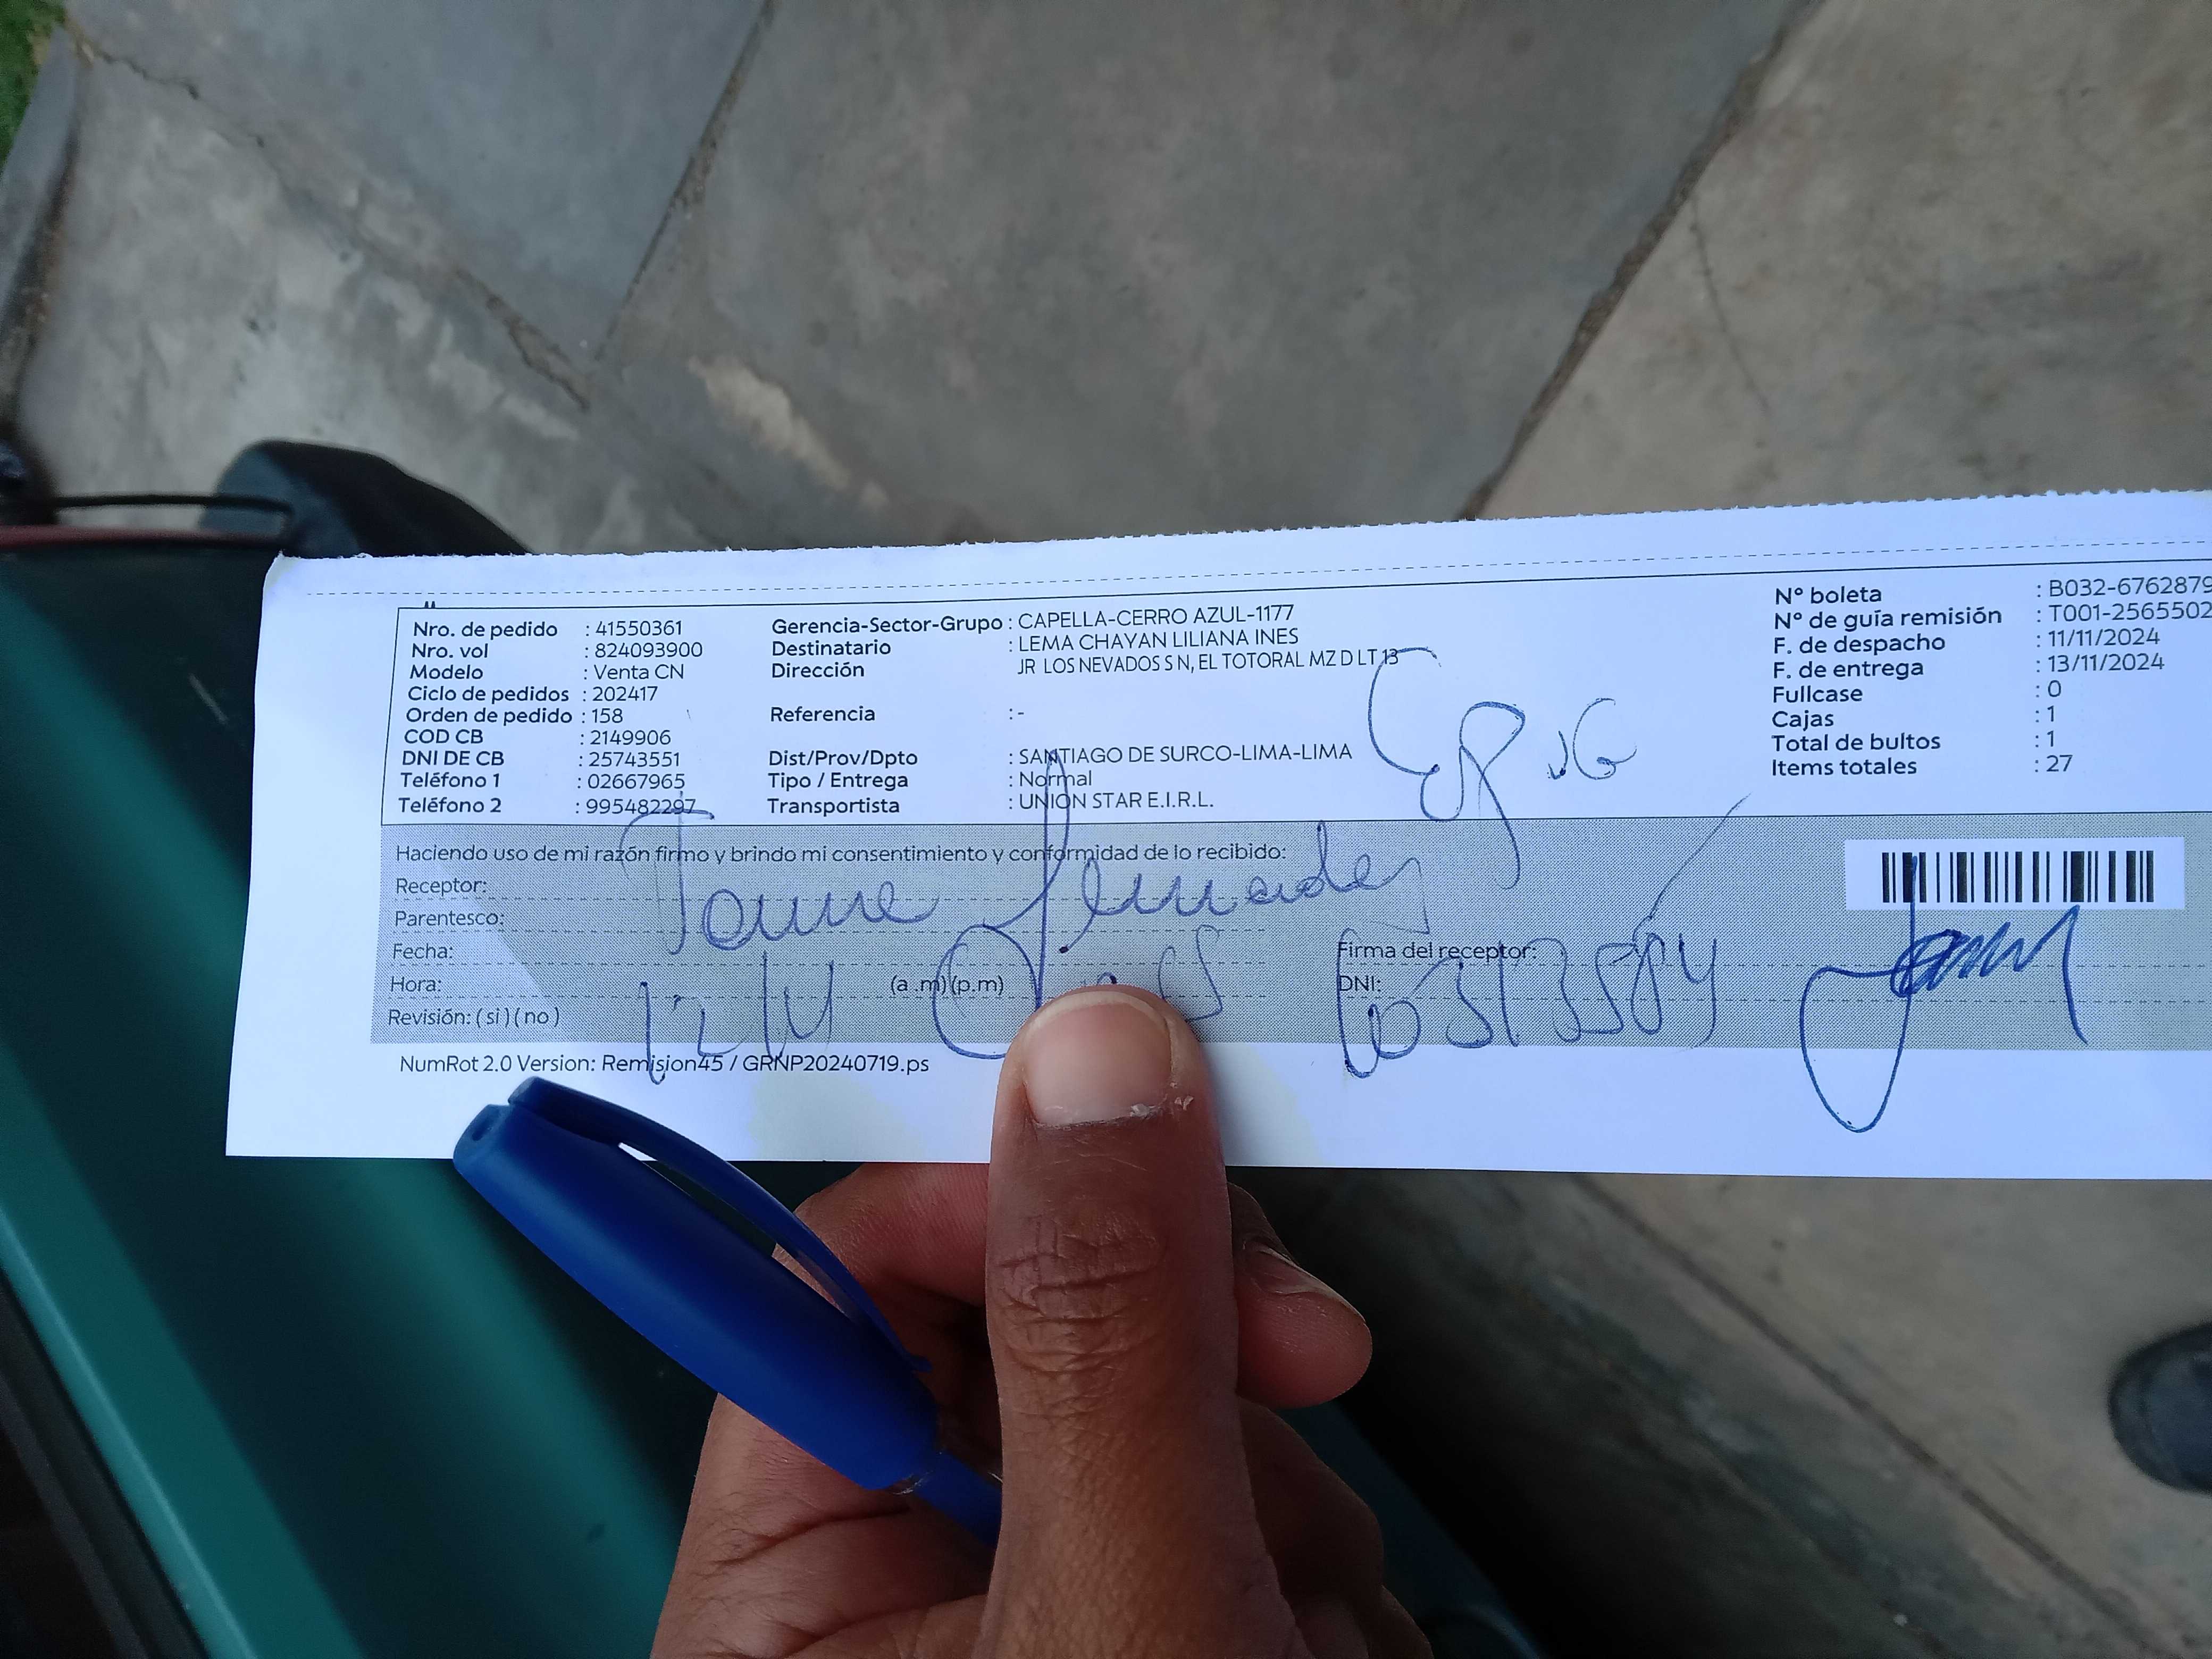 Nro. de pedido : 41550361
Nro. vol : 824093900
Modelo : Venta CN
Ciclo de pedidos : 202417
Orden de pedido : 158
COD CB : 2149906
DNI DE CB : 25743551
Teléfono 1 : 02667965
Teléfono 2 : 995482297
Gerencia-Sector-Grupo : CAPELLA-CERRO AZUL-1177
Destinatario : LEMA CHAYAN LILIANA INES
Dirección JR LOS NEVADOS S N, EL TOTORAL MZ D LT 13
Referencia : -
Dist/Prov/Dpto : SANTIAGO DE SURCO-LIMA-LIMA
Tipo / Entrega : Normal
Transportista : UNION STAR E.I.R.L.
N° boleta : B032-6762879
N° de guía remisión : T001-2565502
F. de despacho : 11/11/2024
F. de entrega : 13/11/2024
Fullcase : 0
Cajas : 1
Total de bultos : 1
Items totales : 27
Haciendo uso de mi razón firmo y brindo mi consentimiento y conformidad de lo recibido:
Receptor:
Parentesco:
Fecha:
Hora: (a .m) (p.m)
Revisión: ( si ) ( no )
Firma del receptor:
DNI:
NumRot 2.0 Version: Remision45 / GRNP20240719.ps